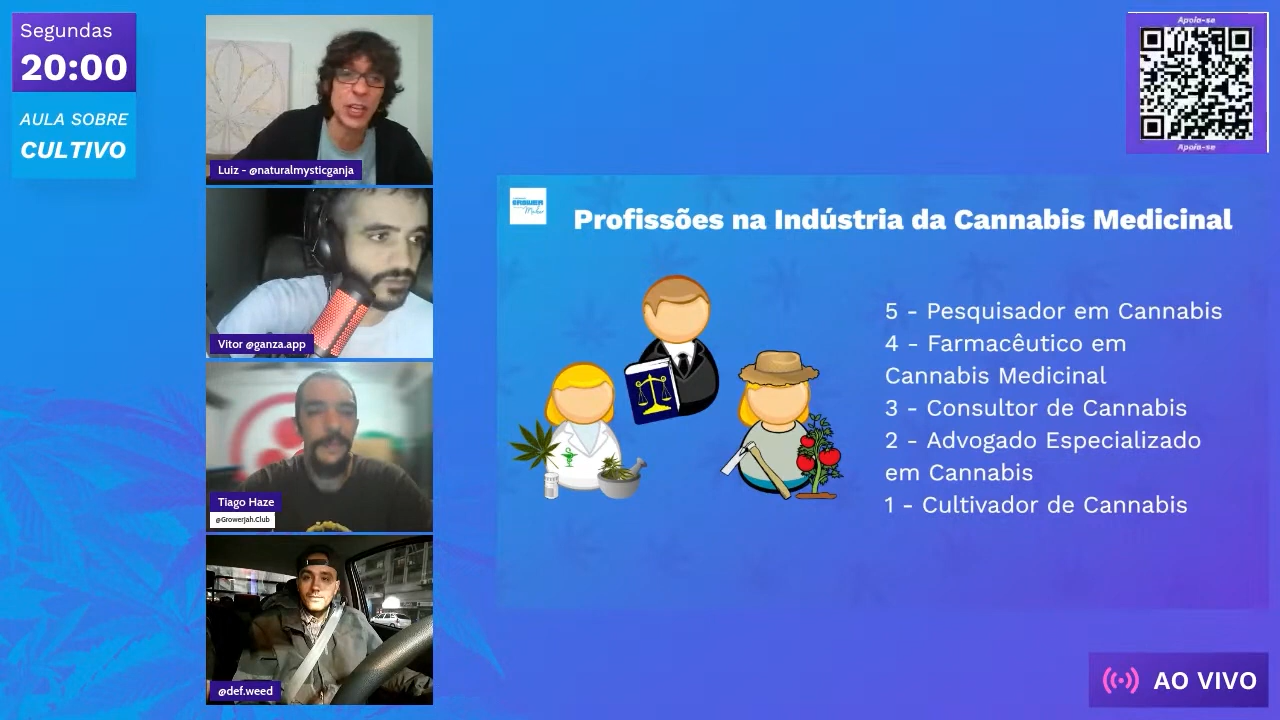 Segundas
20:00
AULA SOBRE
CULTIVO
Luiz - @naturalmysticganja
Vitor @ganza.app
Tiago Haze
@Growerjah.Club
@def.weed
Apoia-se
Apoia-se
Profissões na Indústria da Cannabis Medicinal
5 - Pesquisador em Cannabis
4 - Farmacêutico em
Cannabis Medicinal
3 - Consultor de Cannabis
2 - Advogado Especializado
em Cannabis
1 - Cultivador de Cannabis
AO VIVO